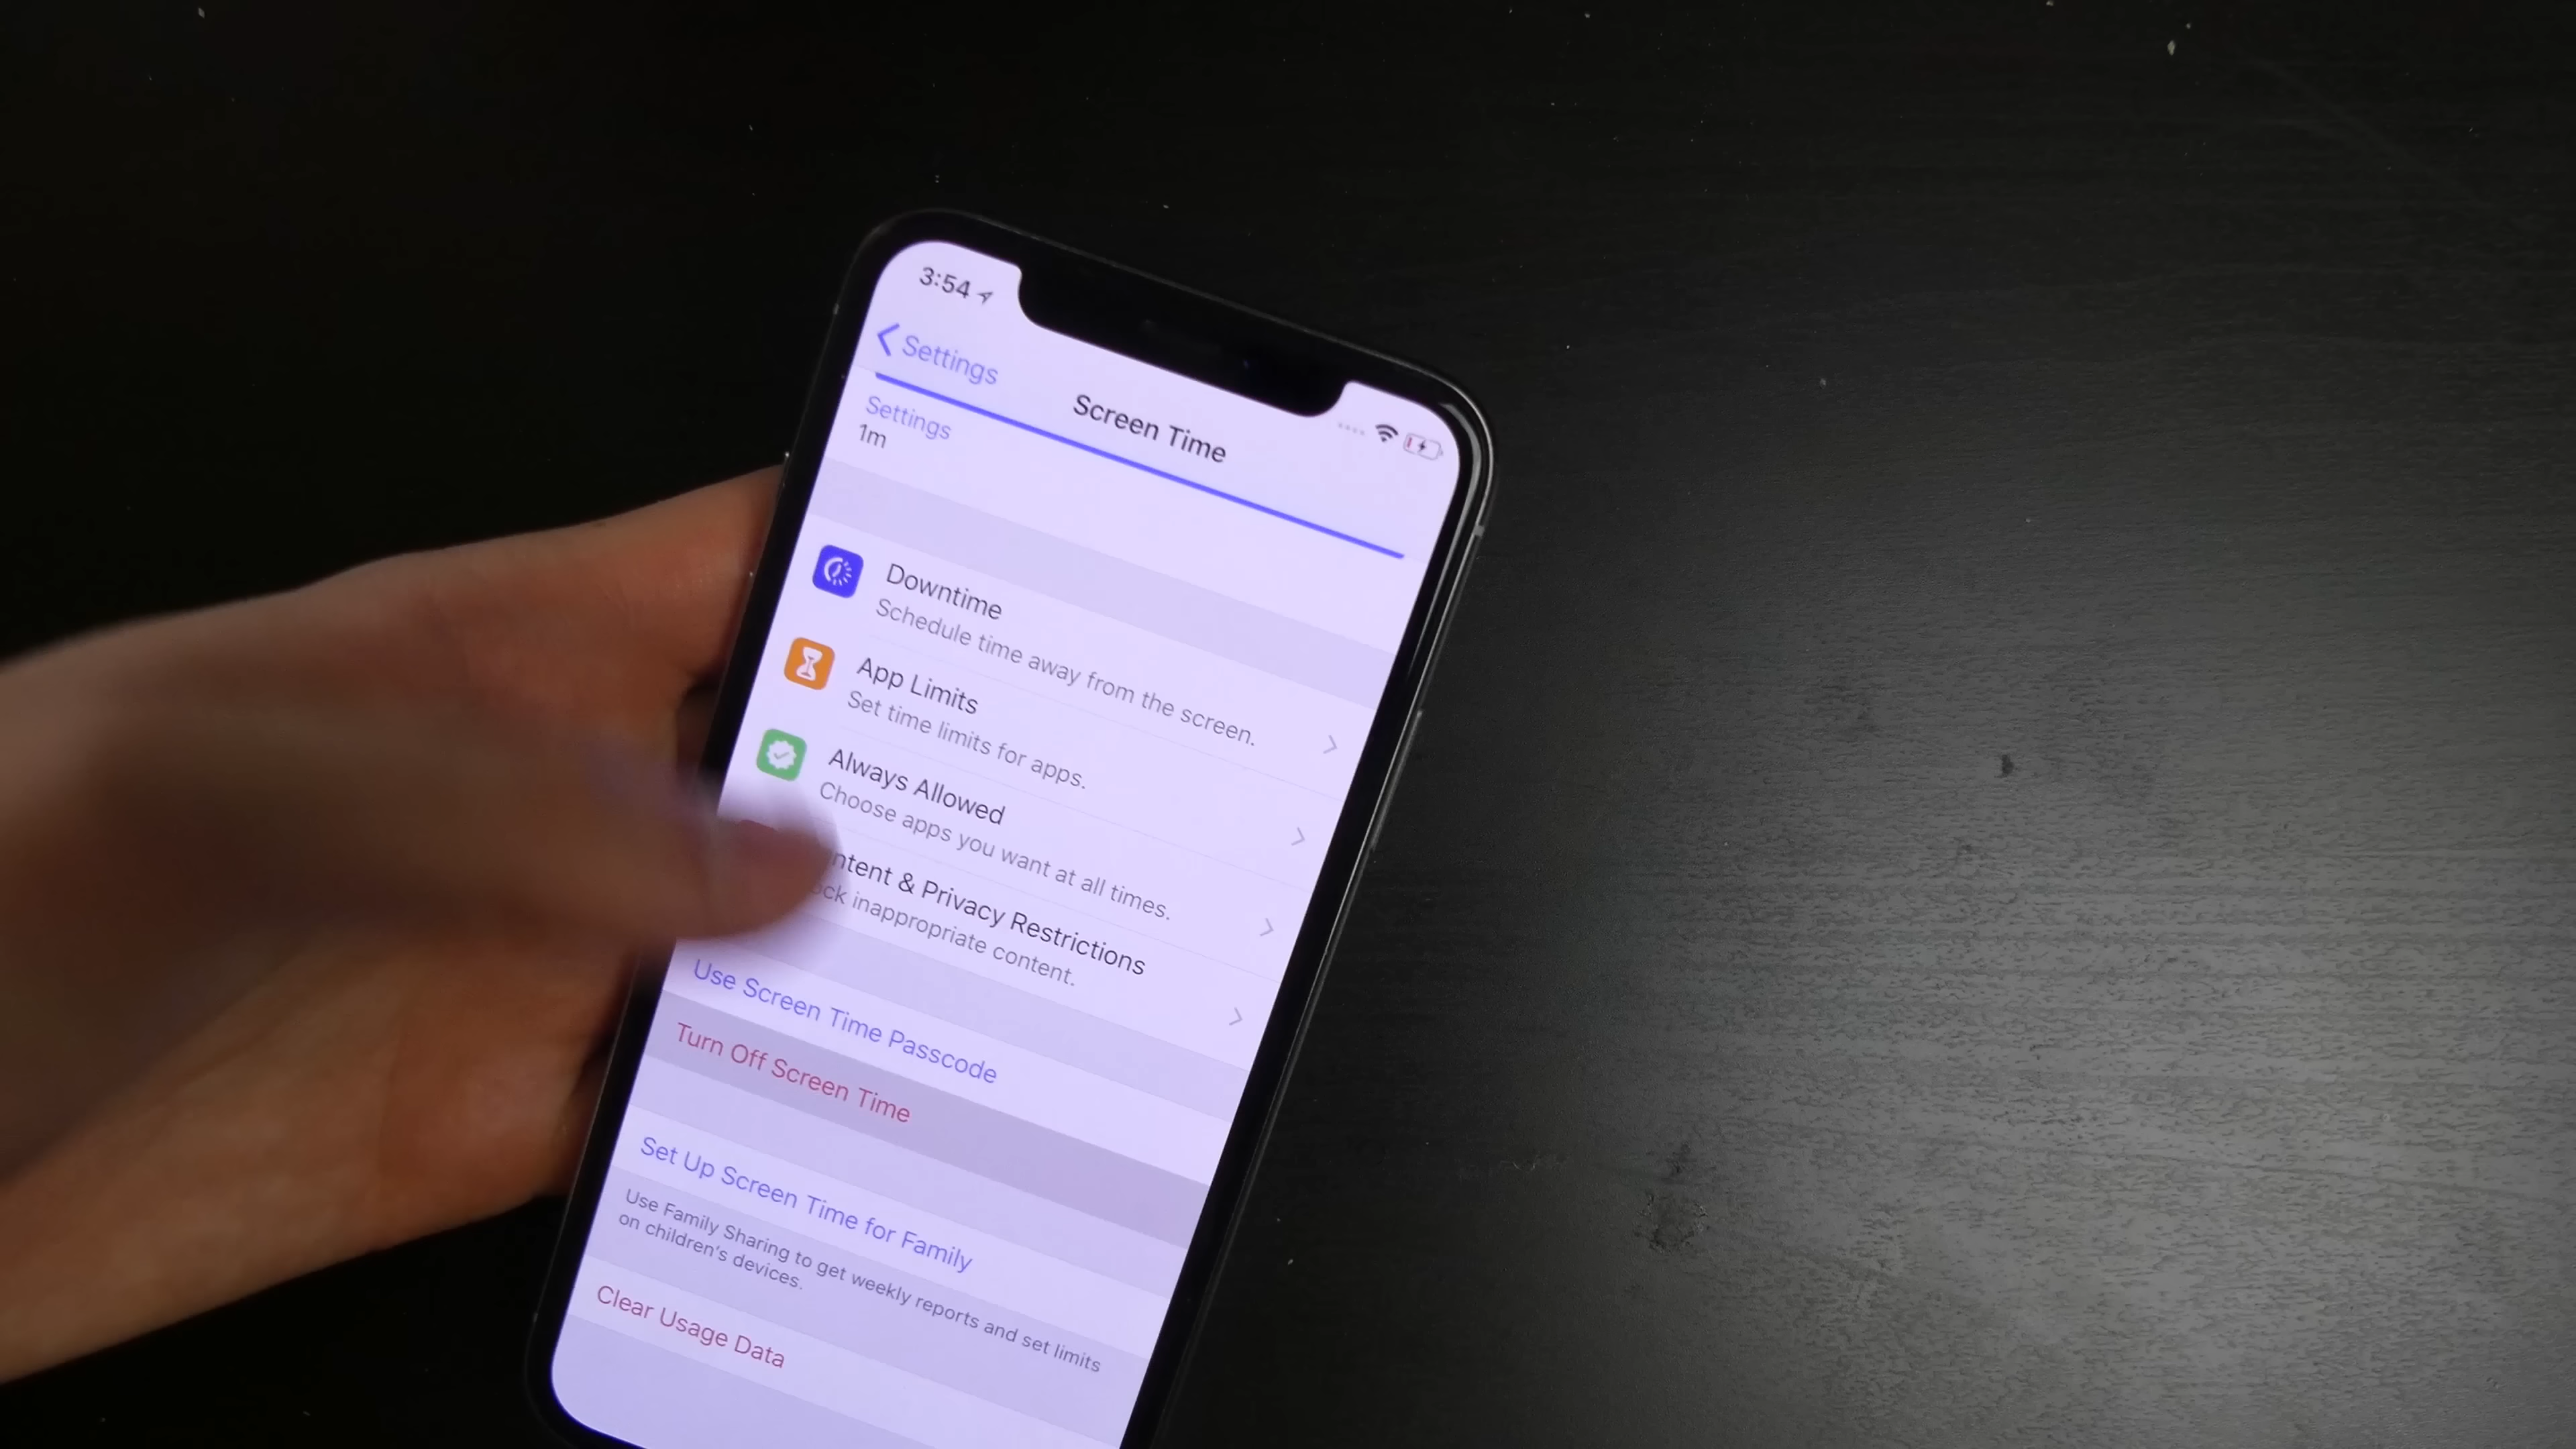 3:54
Settings
Screen Time
Settings
1m
Downtime
Schedule time away from the screen.
App Limits
Set time limits for apps.
Always Allowed
Choose apps you want at all times.
ntent & Privacy Restrictions
ock inappropriate content.
Use Screen Time Passcode
Turn Off Screen Time
Set Up Screen Time for Family
Use Family Sharing to get weekly reports and set limits
on children's devices.
Clear Usage Data